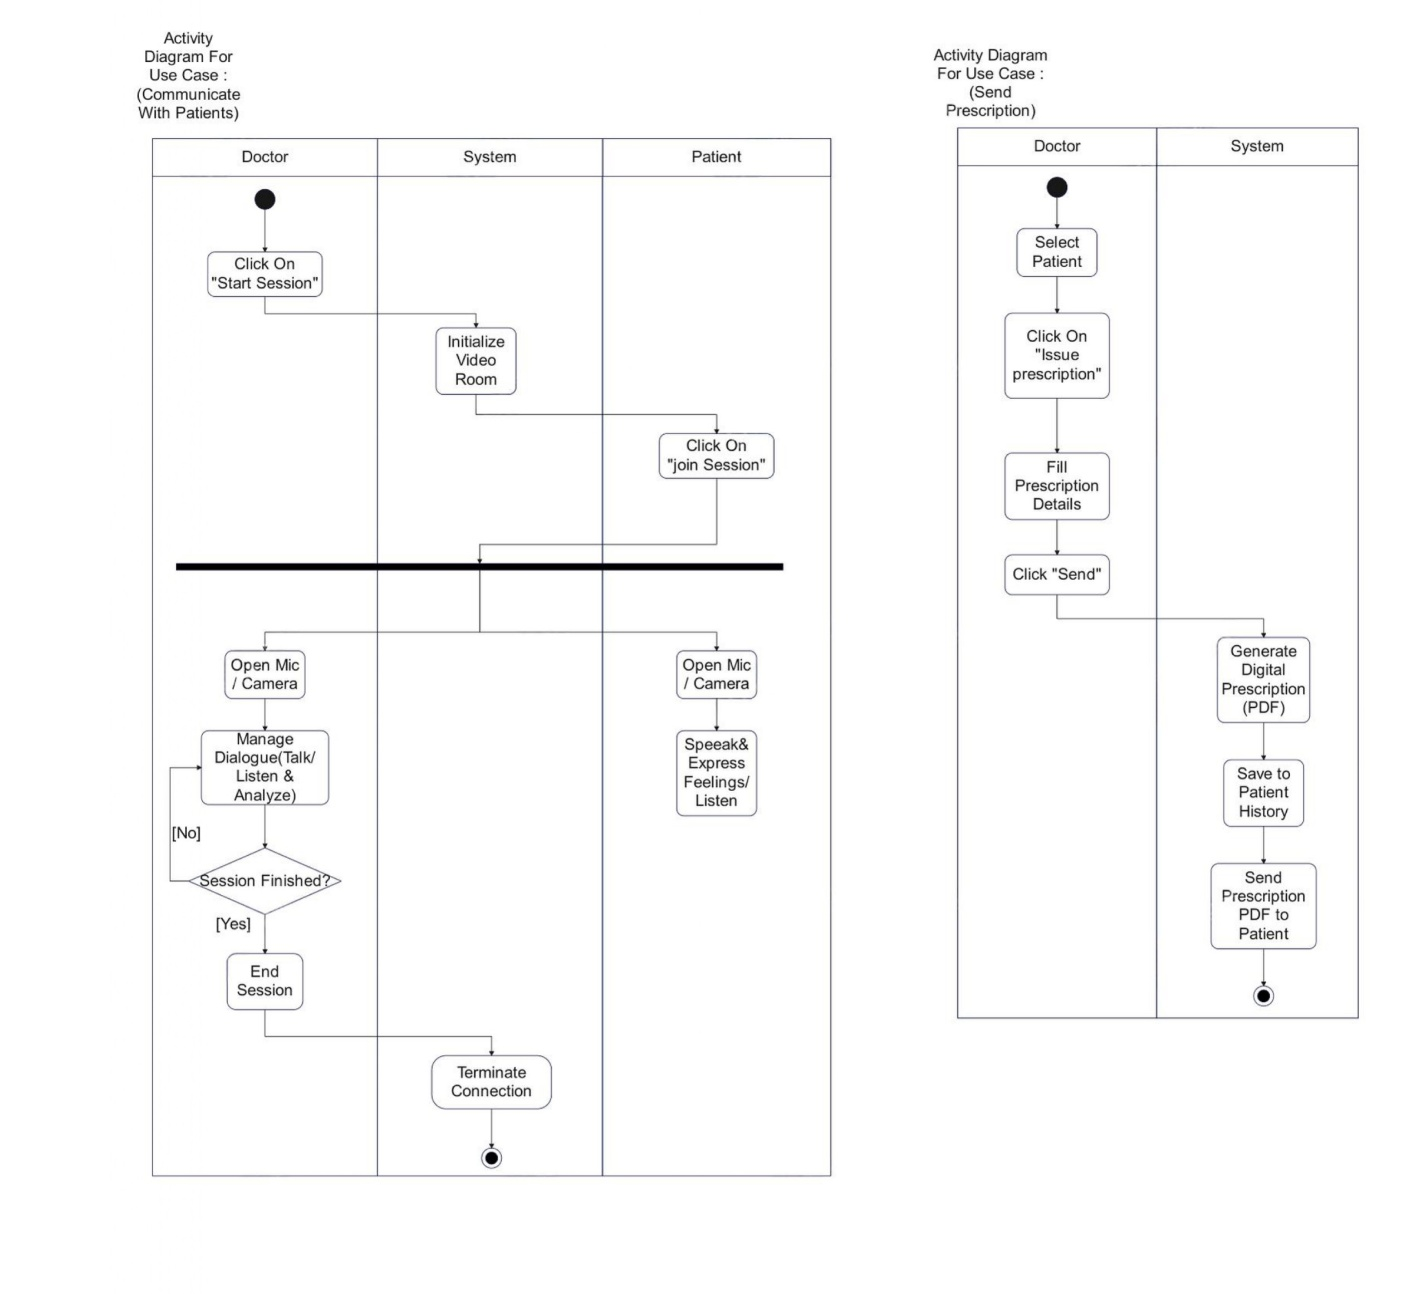 Activity
Diagram For
Use Case :
(Communicate
With Patients)
Doctor
System
Patient
Click On
"Start Session"
Initialize
Video
Room
Click On
"join Session"
Open Mic
/ Camera
Open Mic
/ Camera
Manage
Dialogue(Talk/
Listen &
Analyze)
Speeak&
Express
Feelings/
Listen
[No]
Session Finished?
[Yes]
End
Session
Terminate
Connection
Activity Diagram
For Use Case :
(Send
Prescription)
Doctor
System
Select
Patient
Click On
"Issue
prescription"
Fill
Prescription
Details
Click "Send"
Generate
Digital
Prescription
(PDF)
Save to
Patient
History
Send
Prescription
PDF to
Patient